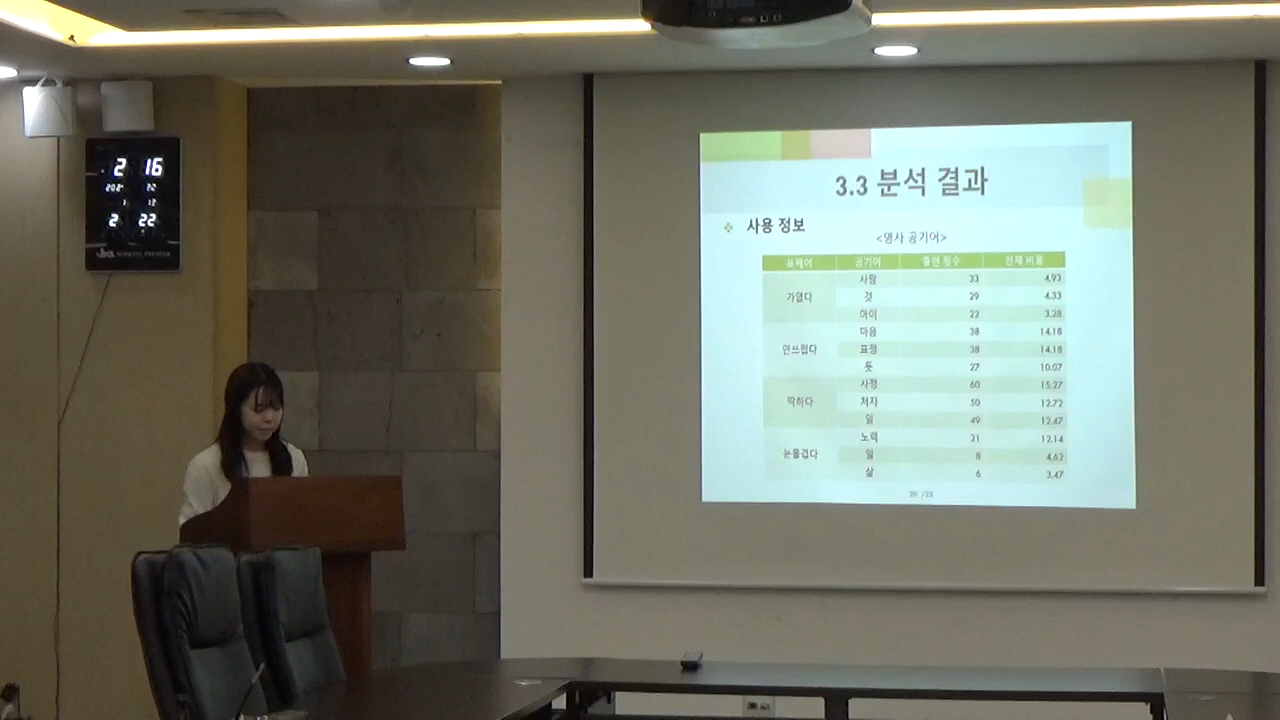 2 16
2 22
3.3 분석 결과
사용 정보
<명사 공기어>
표제어 공기어 출현 횟수 전체 비율
가엾다 사람 33 4.93
것 29 4.33
아이 22 3.28
안쓰럽다 마음 38 14.18
표정 38 14.18
듯 27 10.07
딱하다 사정 60 15.27
처지 50 12.72
일 49 12.47
눈물겹다 노력 21 12.14
일 8 4.62
삶 6 3.47
20 /23